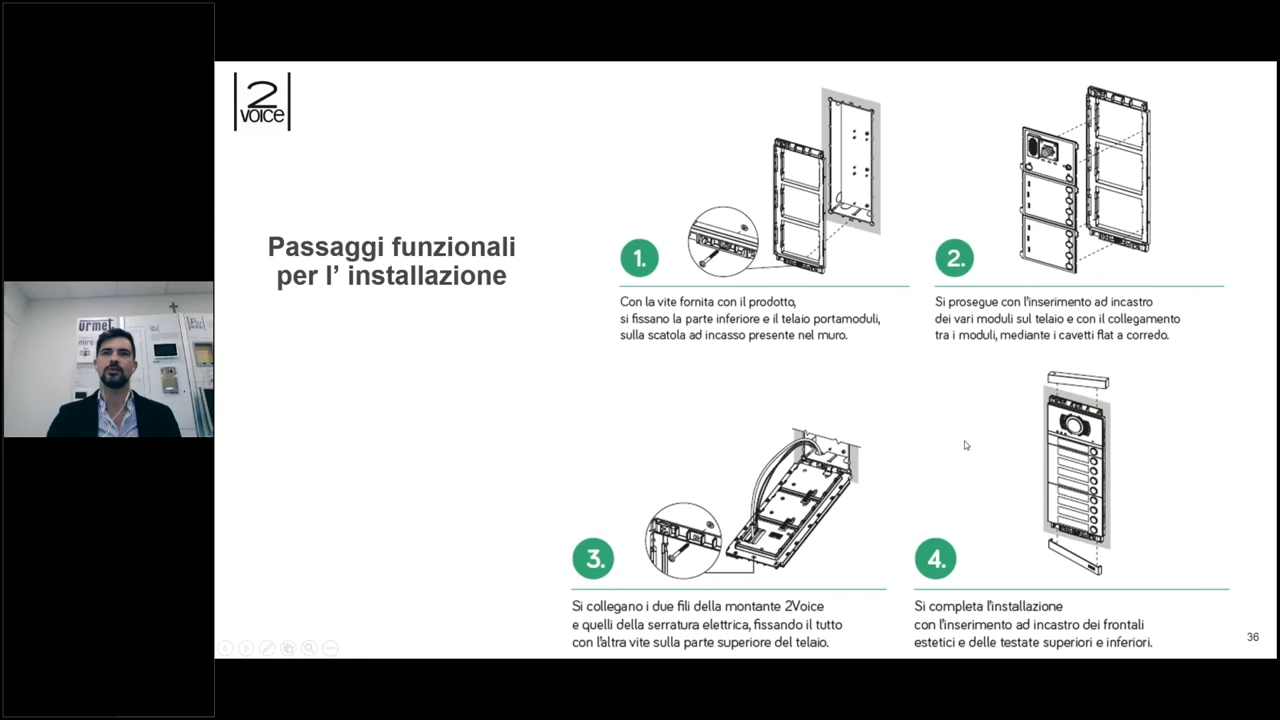 2
voice
Passaggi funzionali
per l’ installazione
1.
Con la vite fornita con il prodotto,
si fissano la parte inferiore e il telaio portamoduli,
sulla scatola ad incasso presente nel muro.
2.
Si prosegue con l’inserimento ad incastro
dei vari moduli sul telaio e con il collegamento
tra i moduli, mediante i cavetti flat a corredo.
3.
Si collegano i due fili della montante 2Voice
e quelli della serratura elettrica, fissando il tutto
con l’altra vite sulla parte superiore del telaio.
4.
Si completa l’installazione
con l’inserimento ad incastro dei frontali
estetici e delle testate superiori e inferiori.
36
urmet